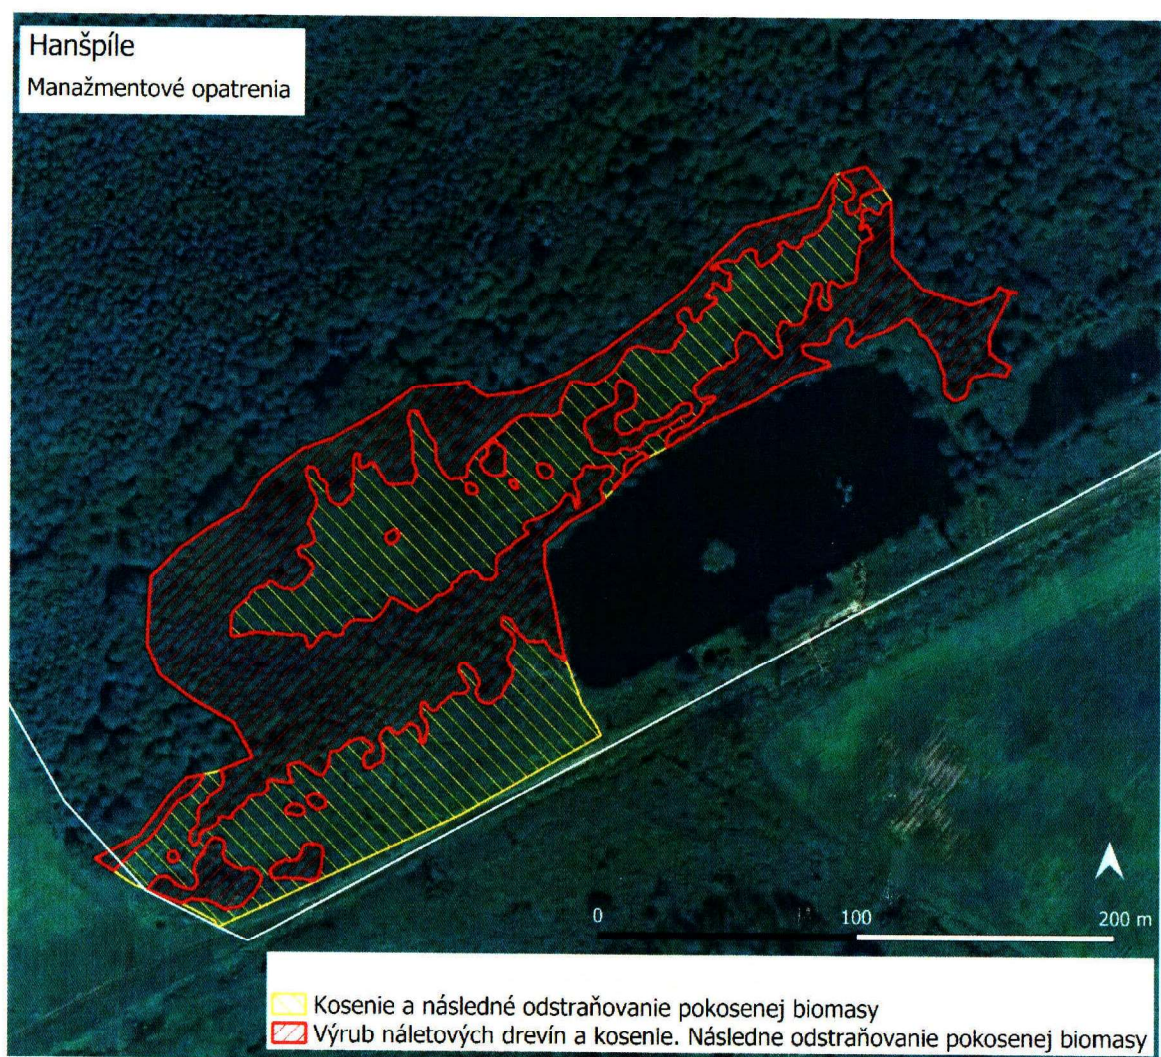 Hanšpíle
Manažmentové opatrenia
0 100 200 m
Kosenie a následné odstraňovanie pokosenej biomasy
Výrub náletových drevín a kosenie. Následne odstraňovanie pokosenej biomasy